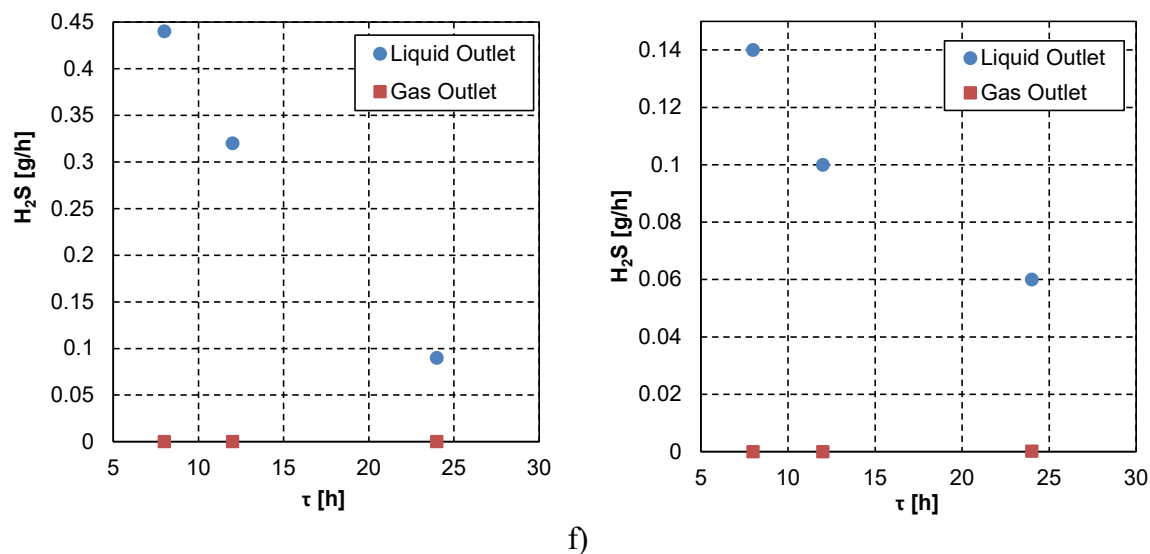 0.45
0.4
0.35
0.3
0.25
0.2
0.15
0.1
0.05
0
H₂S [g/h]
Liquid Outlet
Gas Outlet
5 10 15 20 25 30
τ [h]
0.14
0.12
0.1
0.08
0.06
0.04
0.02
0
H₂S [g/h]
Liquid Outlet
Gas Outlet
5 10 15 20 25 30
τ [h]
f)